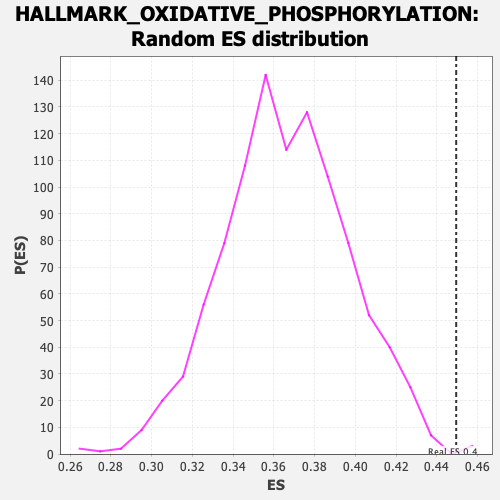 HALLMARK_OXIDATIVE_PHOSPHORYLATION:
Random ES distribution
P(ES)
140
130
120
110
100
90
80
70
60
50
40
30
20
10
0
Real ES 0.4
0.26 0.28 0.30 0.32 0.34 0.36 0.38 0.40 0.42 0.44 0.46
ES